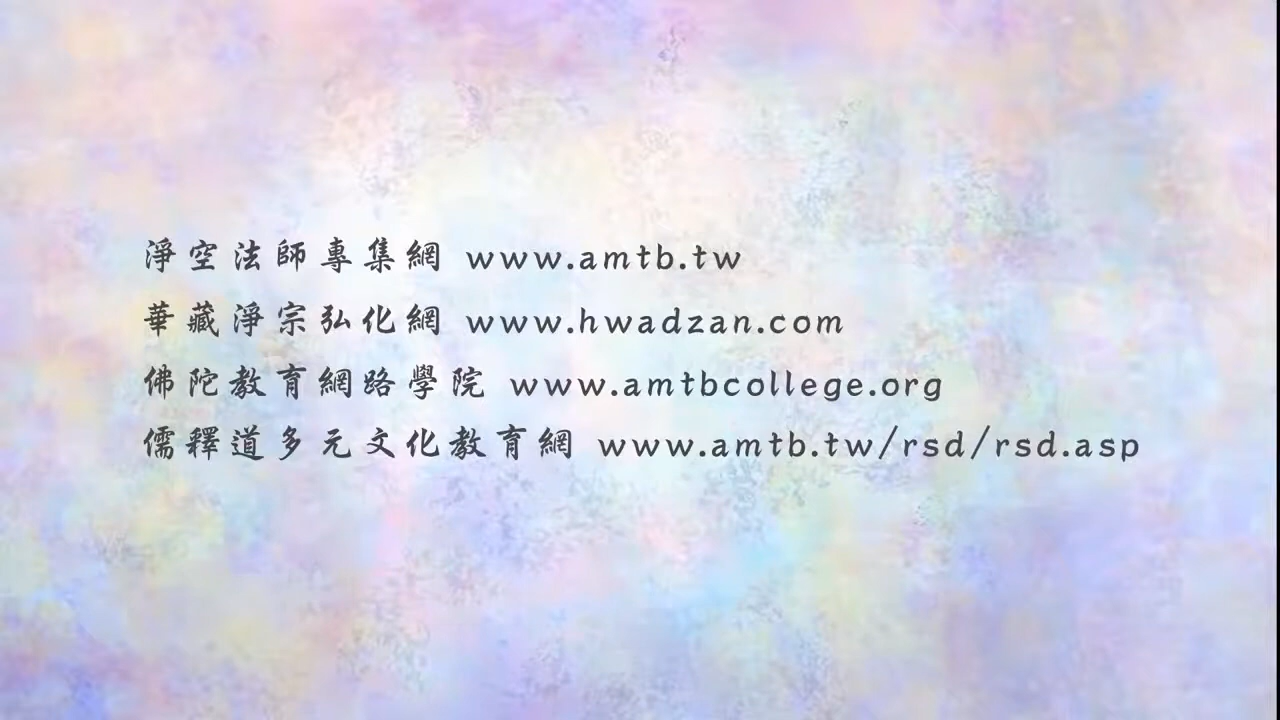 淨空法師專集網 www.amtb.tw
華藏淨宗弘化網 www.hwadzan.com
佛陀教育網路學院 www.amtbcollege.org
儒釋道多元文化教育網 www.amtb.tw/rsd/rsd.asp